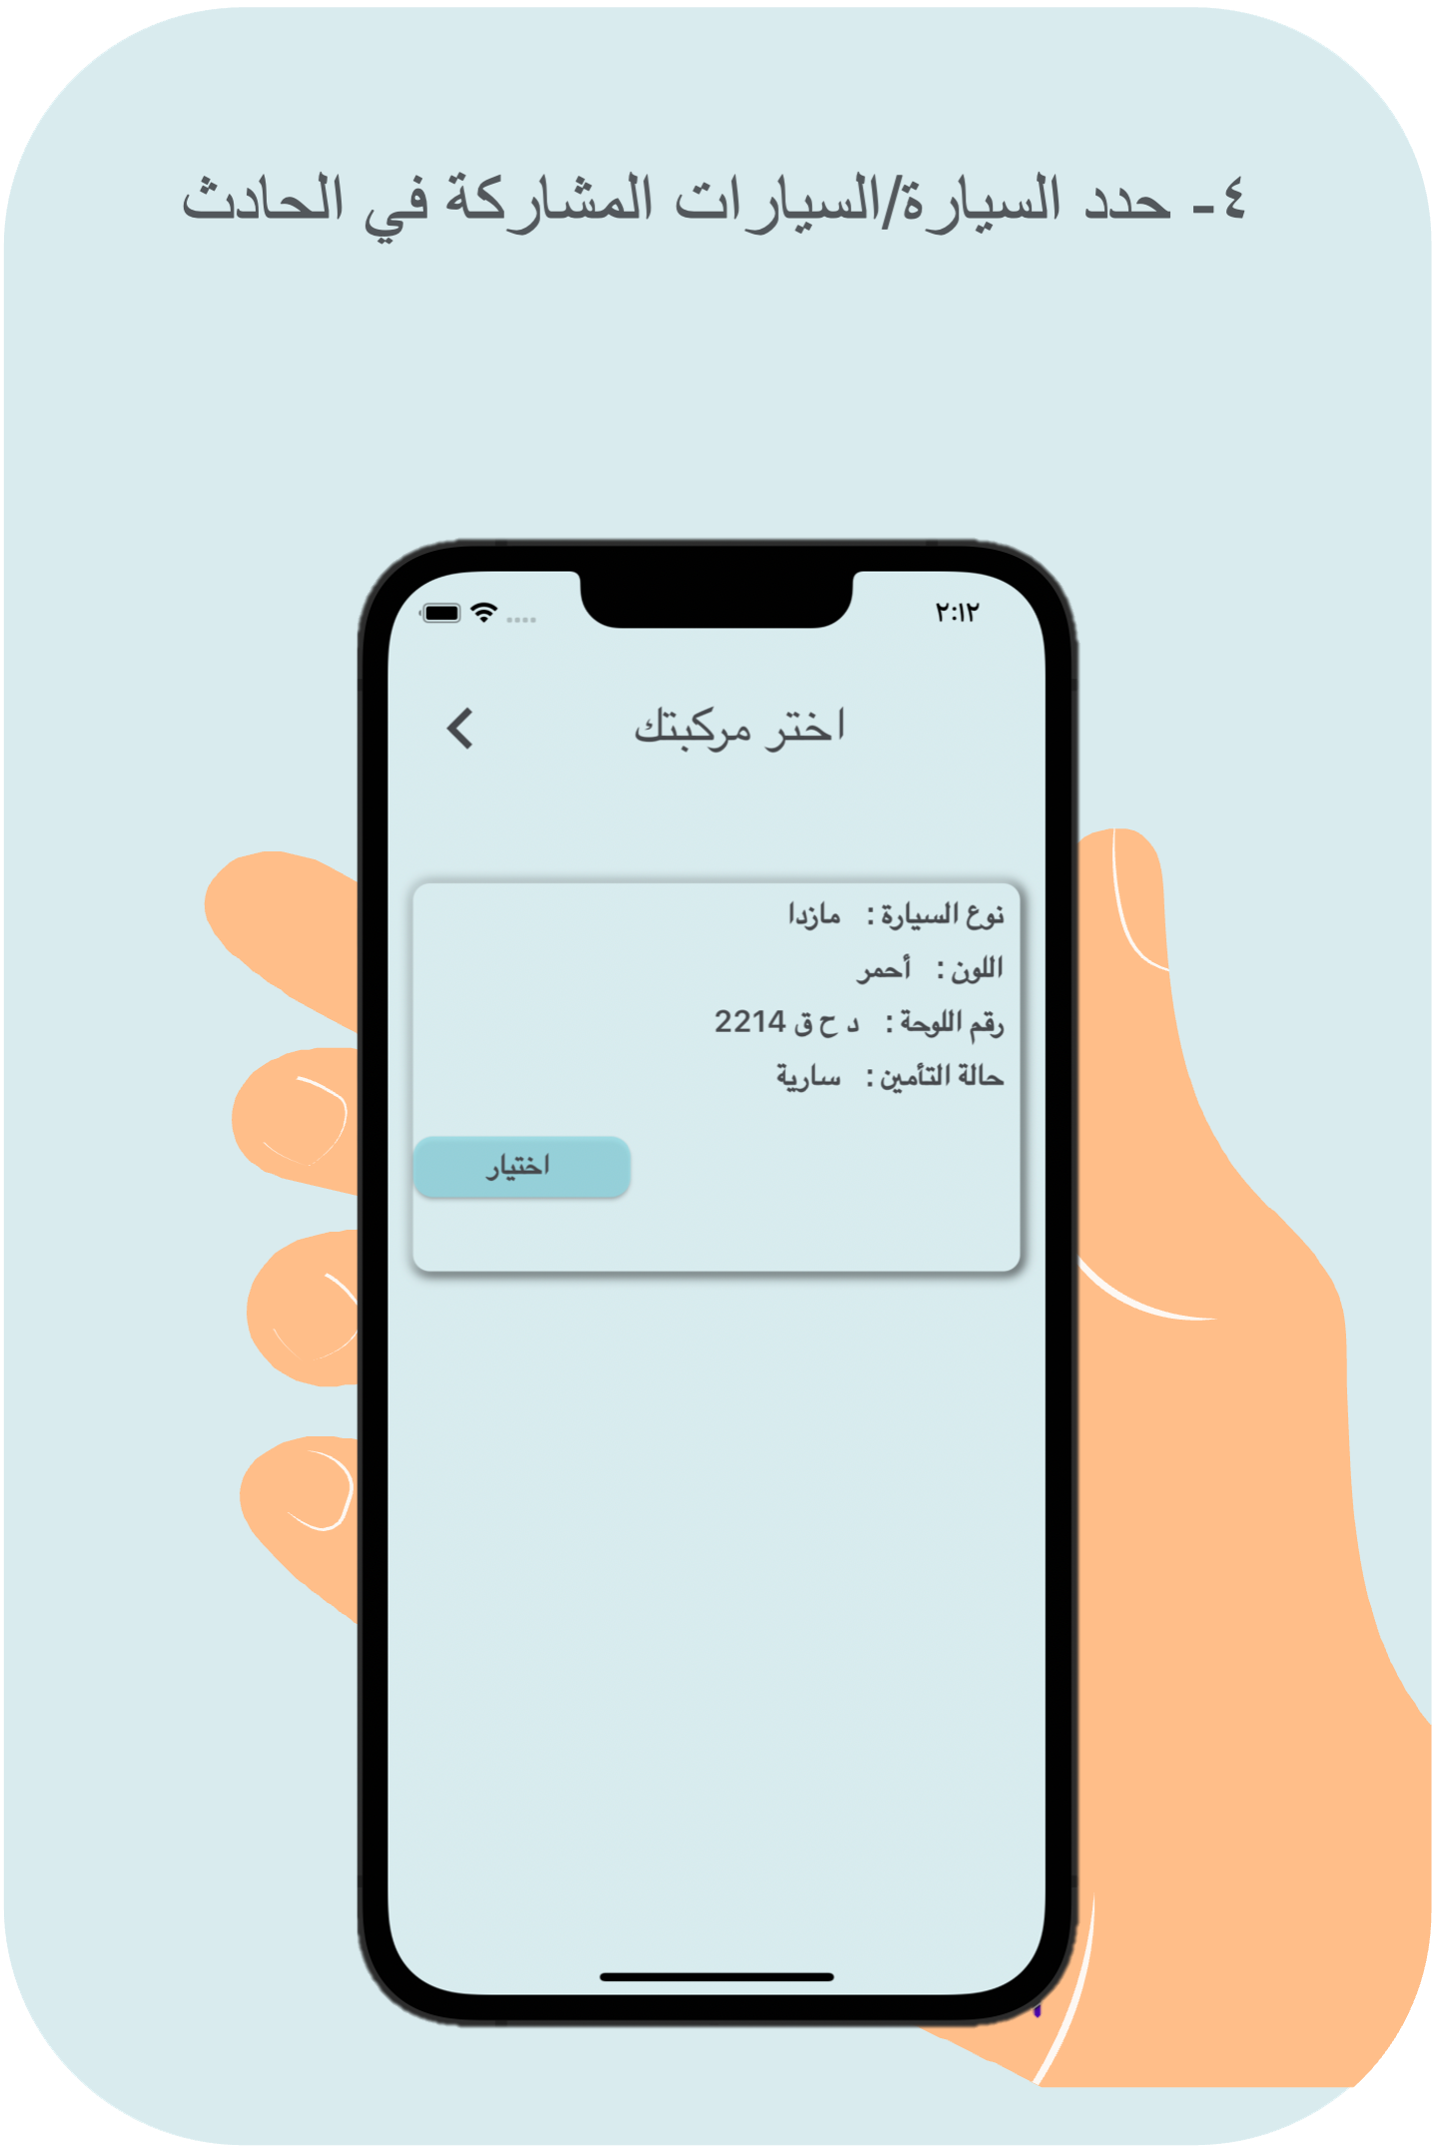 ٤- حدد السيارة/السيارات المشاركة في الحادث
٢:١٢
اختر مركبتك
نوع السيارة : مازدا
اللون : أحمر
رقم اللوحة : د ح ق 2214
حالة التأمين : سارية
اختيار